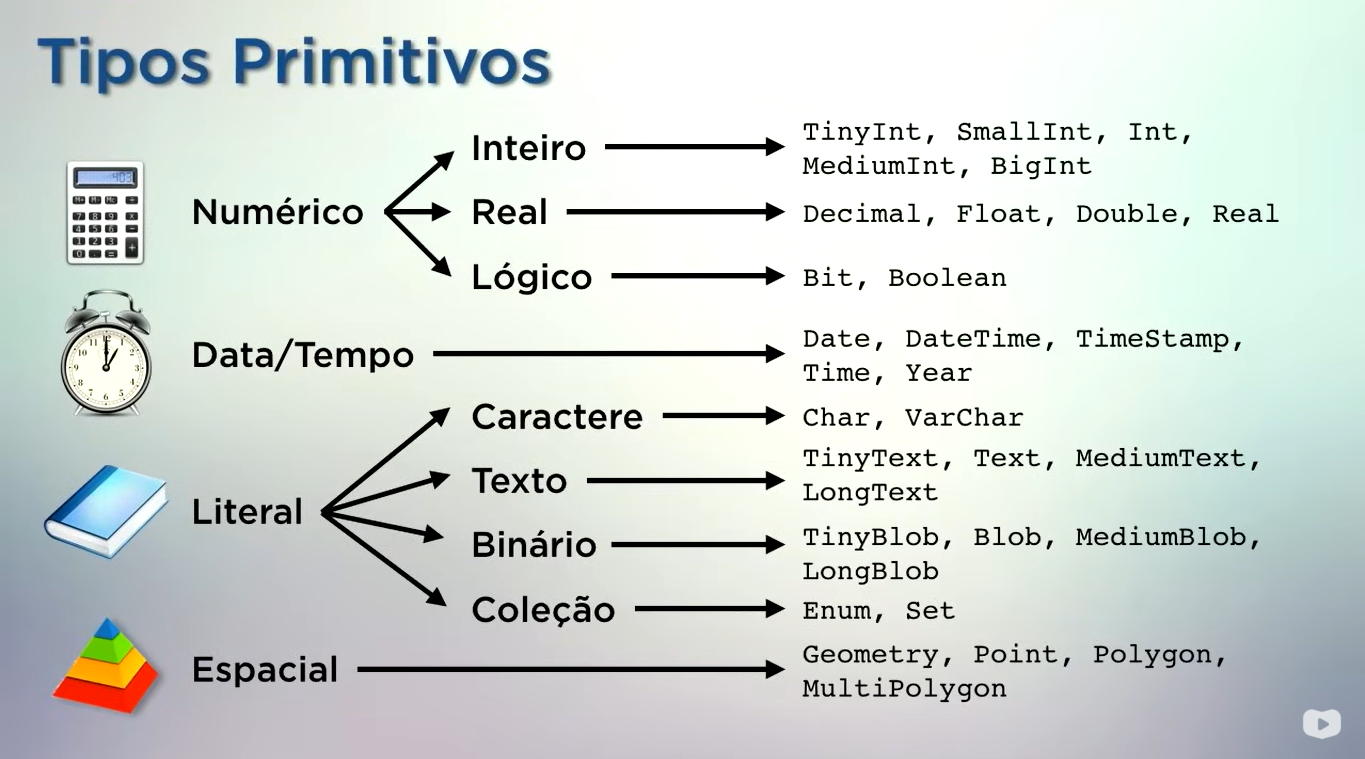 Tipos Primitivos
Numérico
Inteiro
TinyInt, SmallInt, Int,
MediumInt, BigInt
Real
Decimal, Float, Double, Real
Lógico
Bit, Boolean
Data/Tempo
Date, DateTime, TimeStamp,
Time, Year
Literal
Caractere
Char, VarChar
Texto
TinyText, Text, MediumText,
LongText
Binário
TinyBlob, Blob, MediumBlob,
LongBlob
Coleção
Enum, Set
Espacial
Geometry, Point, Polygon,
MultiPolygon